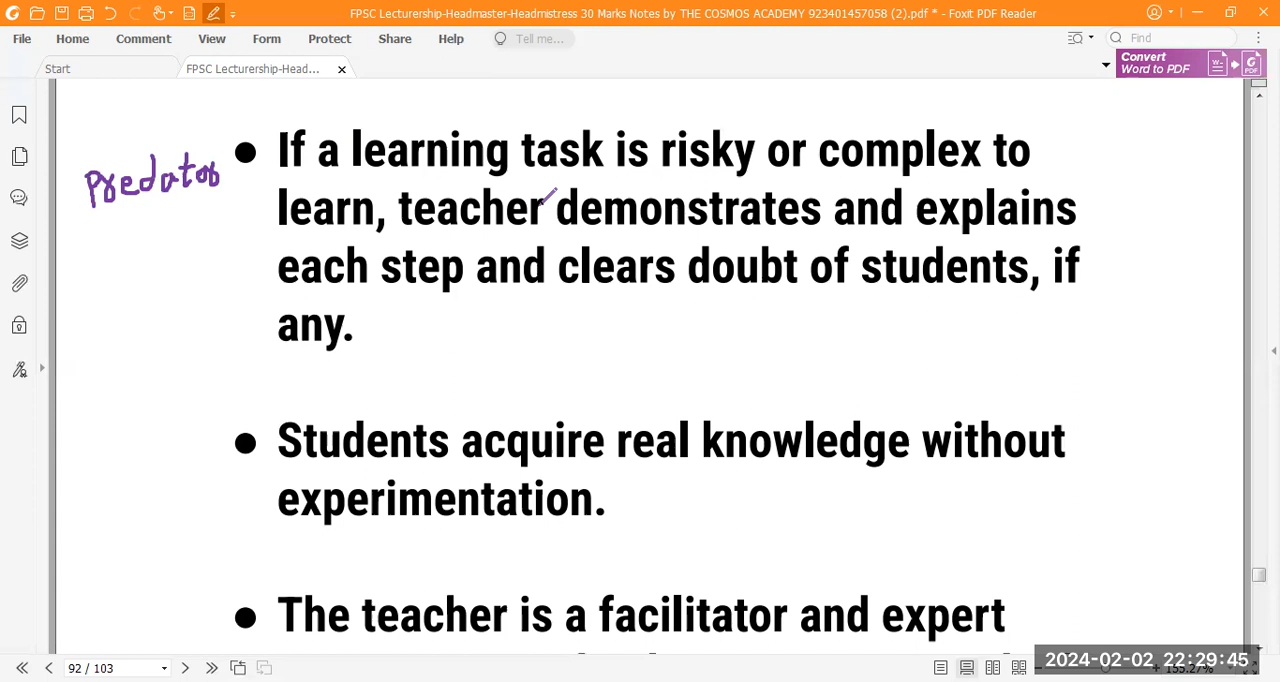 FPSC Lecturership-Headmaster-Headmistress 30 Marks Notes by THE COSMOS ACADEMY 923401457058 (2).pdf * - Foxit PDF Reader
File Home Comment View Form Protect Share Help Tell me... Find
Start FPSC Lecturership-Head... Convert
Word to PDF
predator
● If a learning task is risky or complex to
learn, teacher demonstrates and explains
each step and clears doubt of students, if
any.
● Students acquire real knowledge without
experimentation.
● The teacher is a facilitator and expert
92 / 103
2024-02-02 22:29:45
155.27%